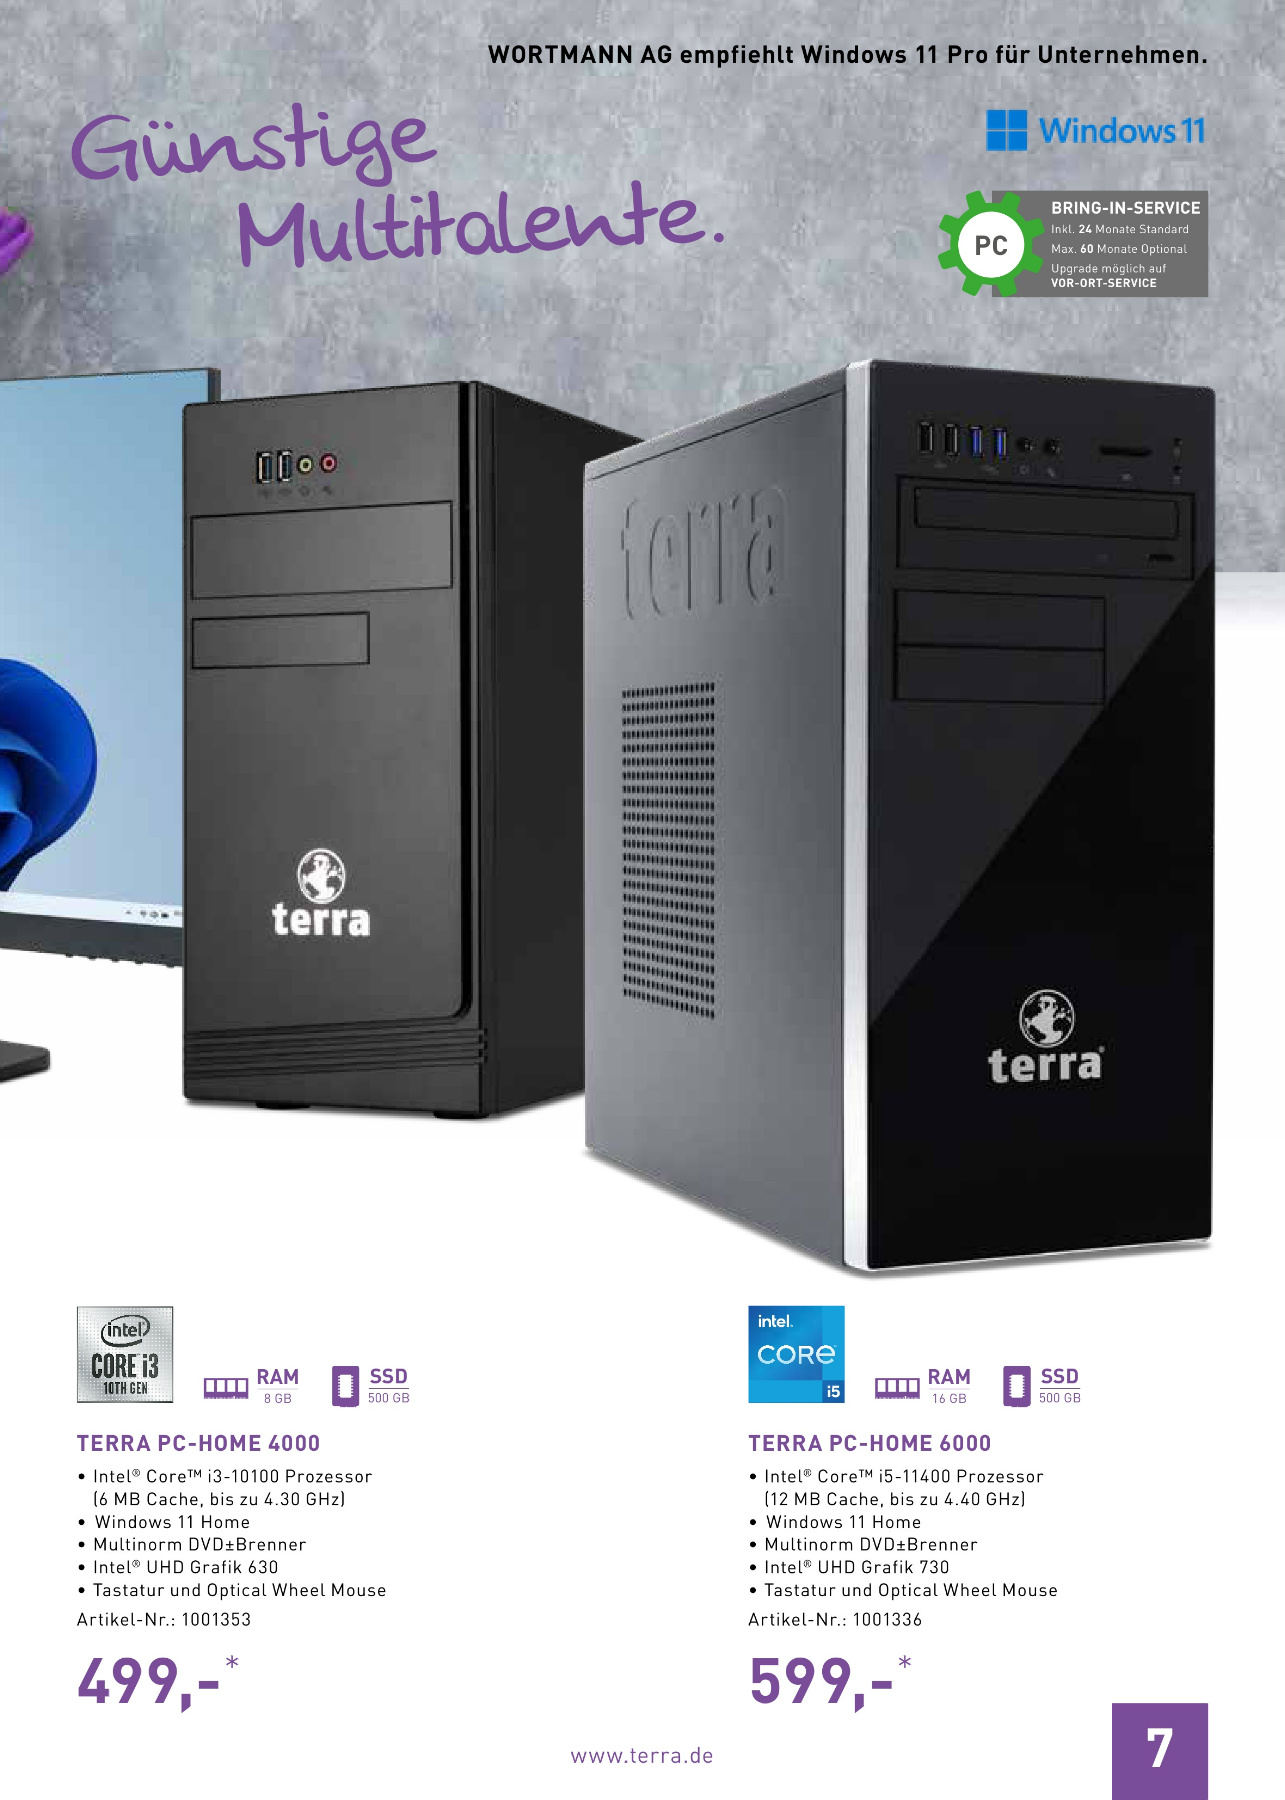 WORTMANN AG empfiehlt Windows 11 Pro für Unternehmen.
Günstige
Multitalente.
Windows 11
PC
BRING-IN-SERVICE
Inkl. 24 Monate Standard
Max. 60 Monate Optional
Upgrade möglich auf
VOR-ORT-SERVICE
terra
terra
terra®
intel®
CORE i3
10TH GEN
RAM
8 GB
SSD
500 GB
TERRA PC-HOME 4000
• Intel® Core™ i3-10100 Prozessor
(6 MB Cache, bis zu 4.30 GHz)
• Windows 11 Home
• Multinorm DVD±Brenner
• Intel® UHD Grafik 630
• Tastatur und Optical Wheel Mouse
Artikel-Nr.: 1001353
499,-*
intel.
CORE
i5
RAM
16 GB
SSD
500 GB
TERRA PC-HOME 6000
• Intel® Core™ i5-11400 Prozessor
(12 MB Cache, bis zu 4.40 GHz)
• Windows 11 Home
• Multinorm DVD±Brenner
• Intel® UHD Grafik 730
• Tastatur und Optical Wheel Mouse
Artikel-Nr.: 1001336
599,-*
www.terra.de
7